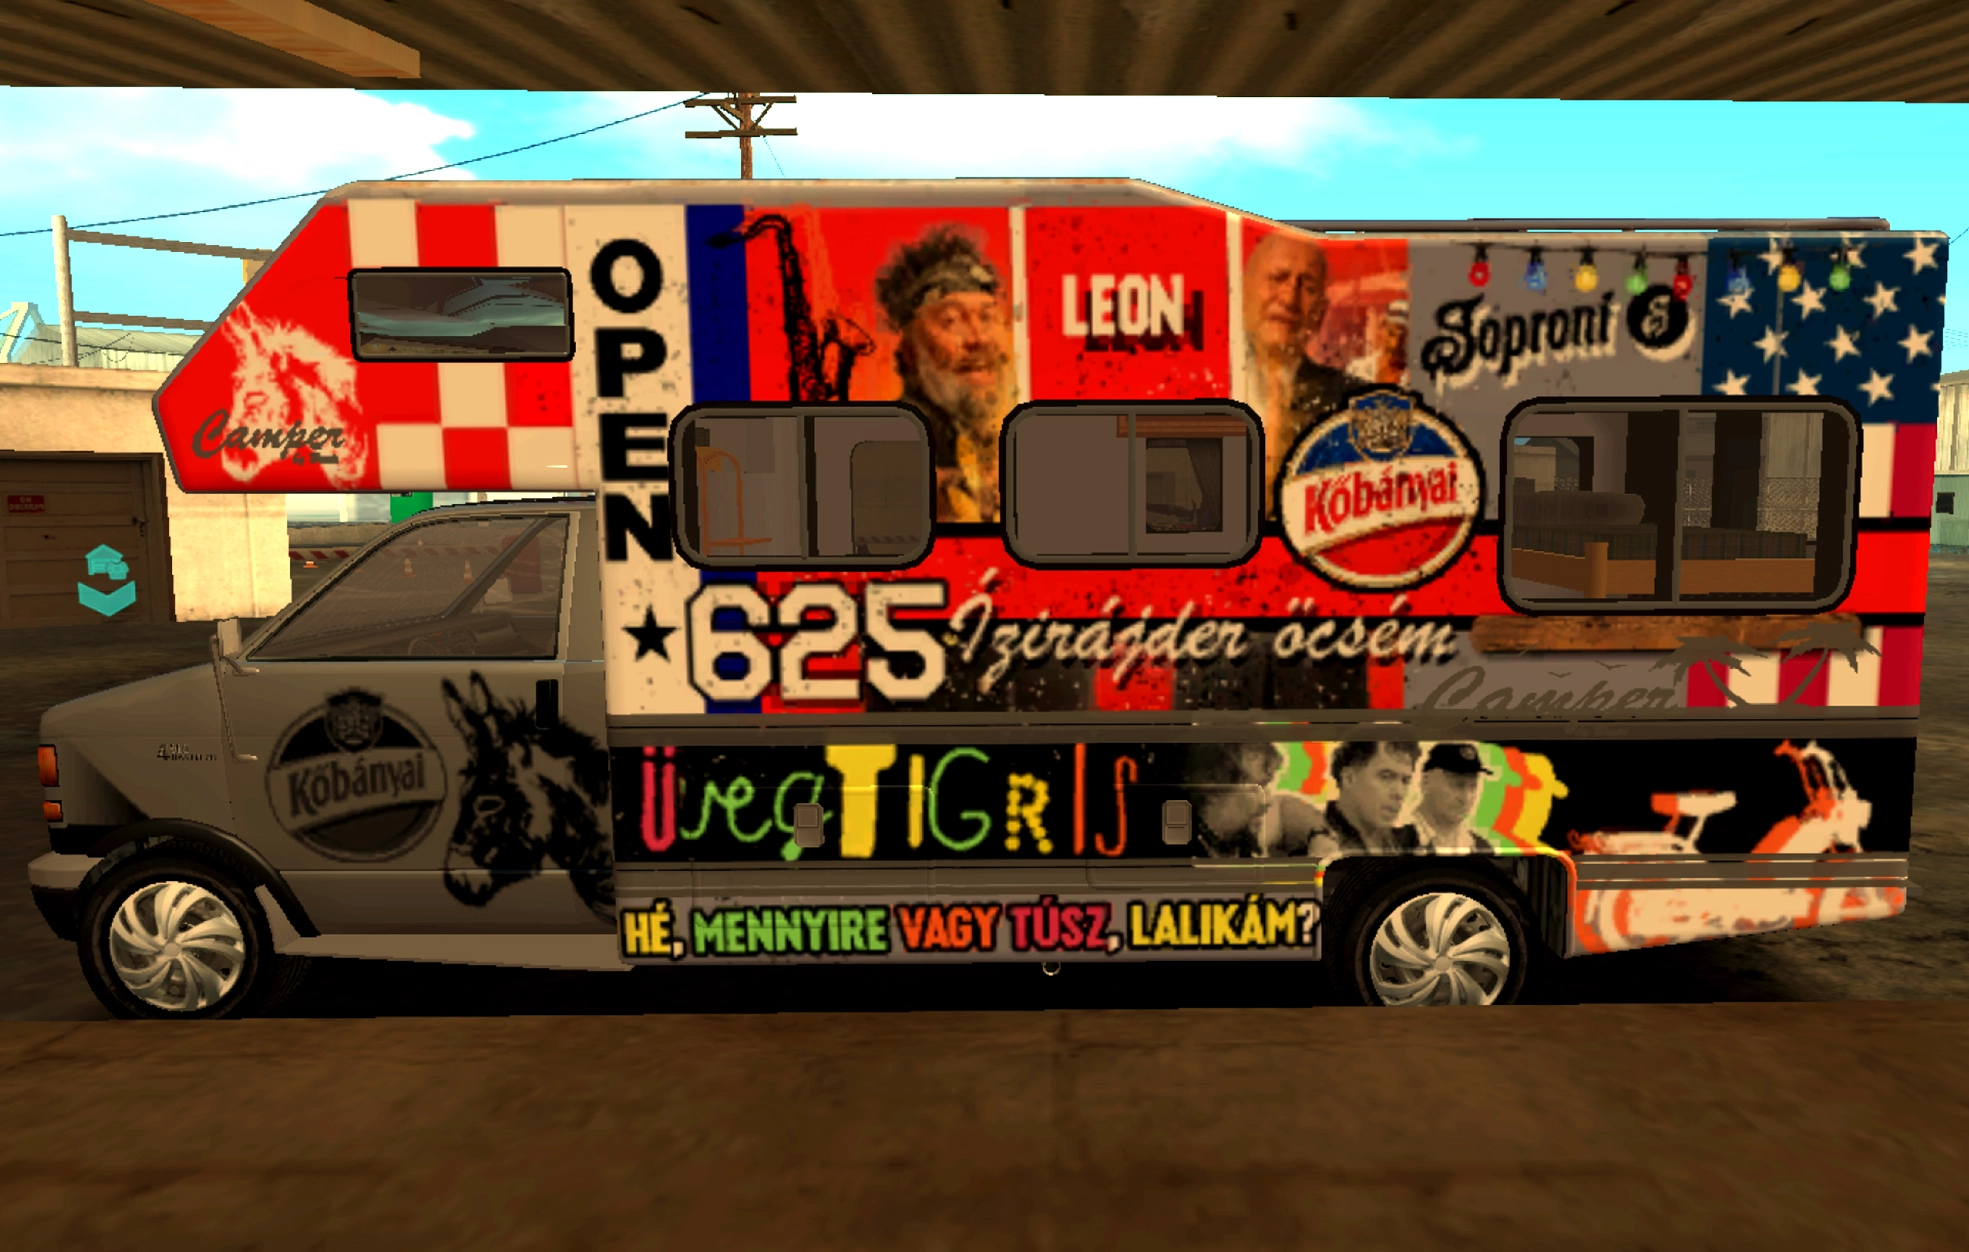 OPEN
LEON
Soproni S
Camper
Kőbányai
625
Ízirájder öcsém
Camper
Kőbányai
ÜvegTIGRIS
HÉ, MENNYIRE VAGY TÚSZ, LALIKÁM?